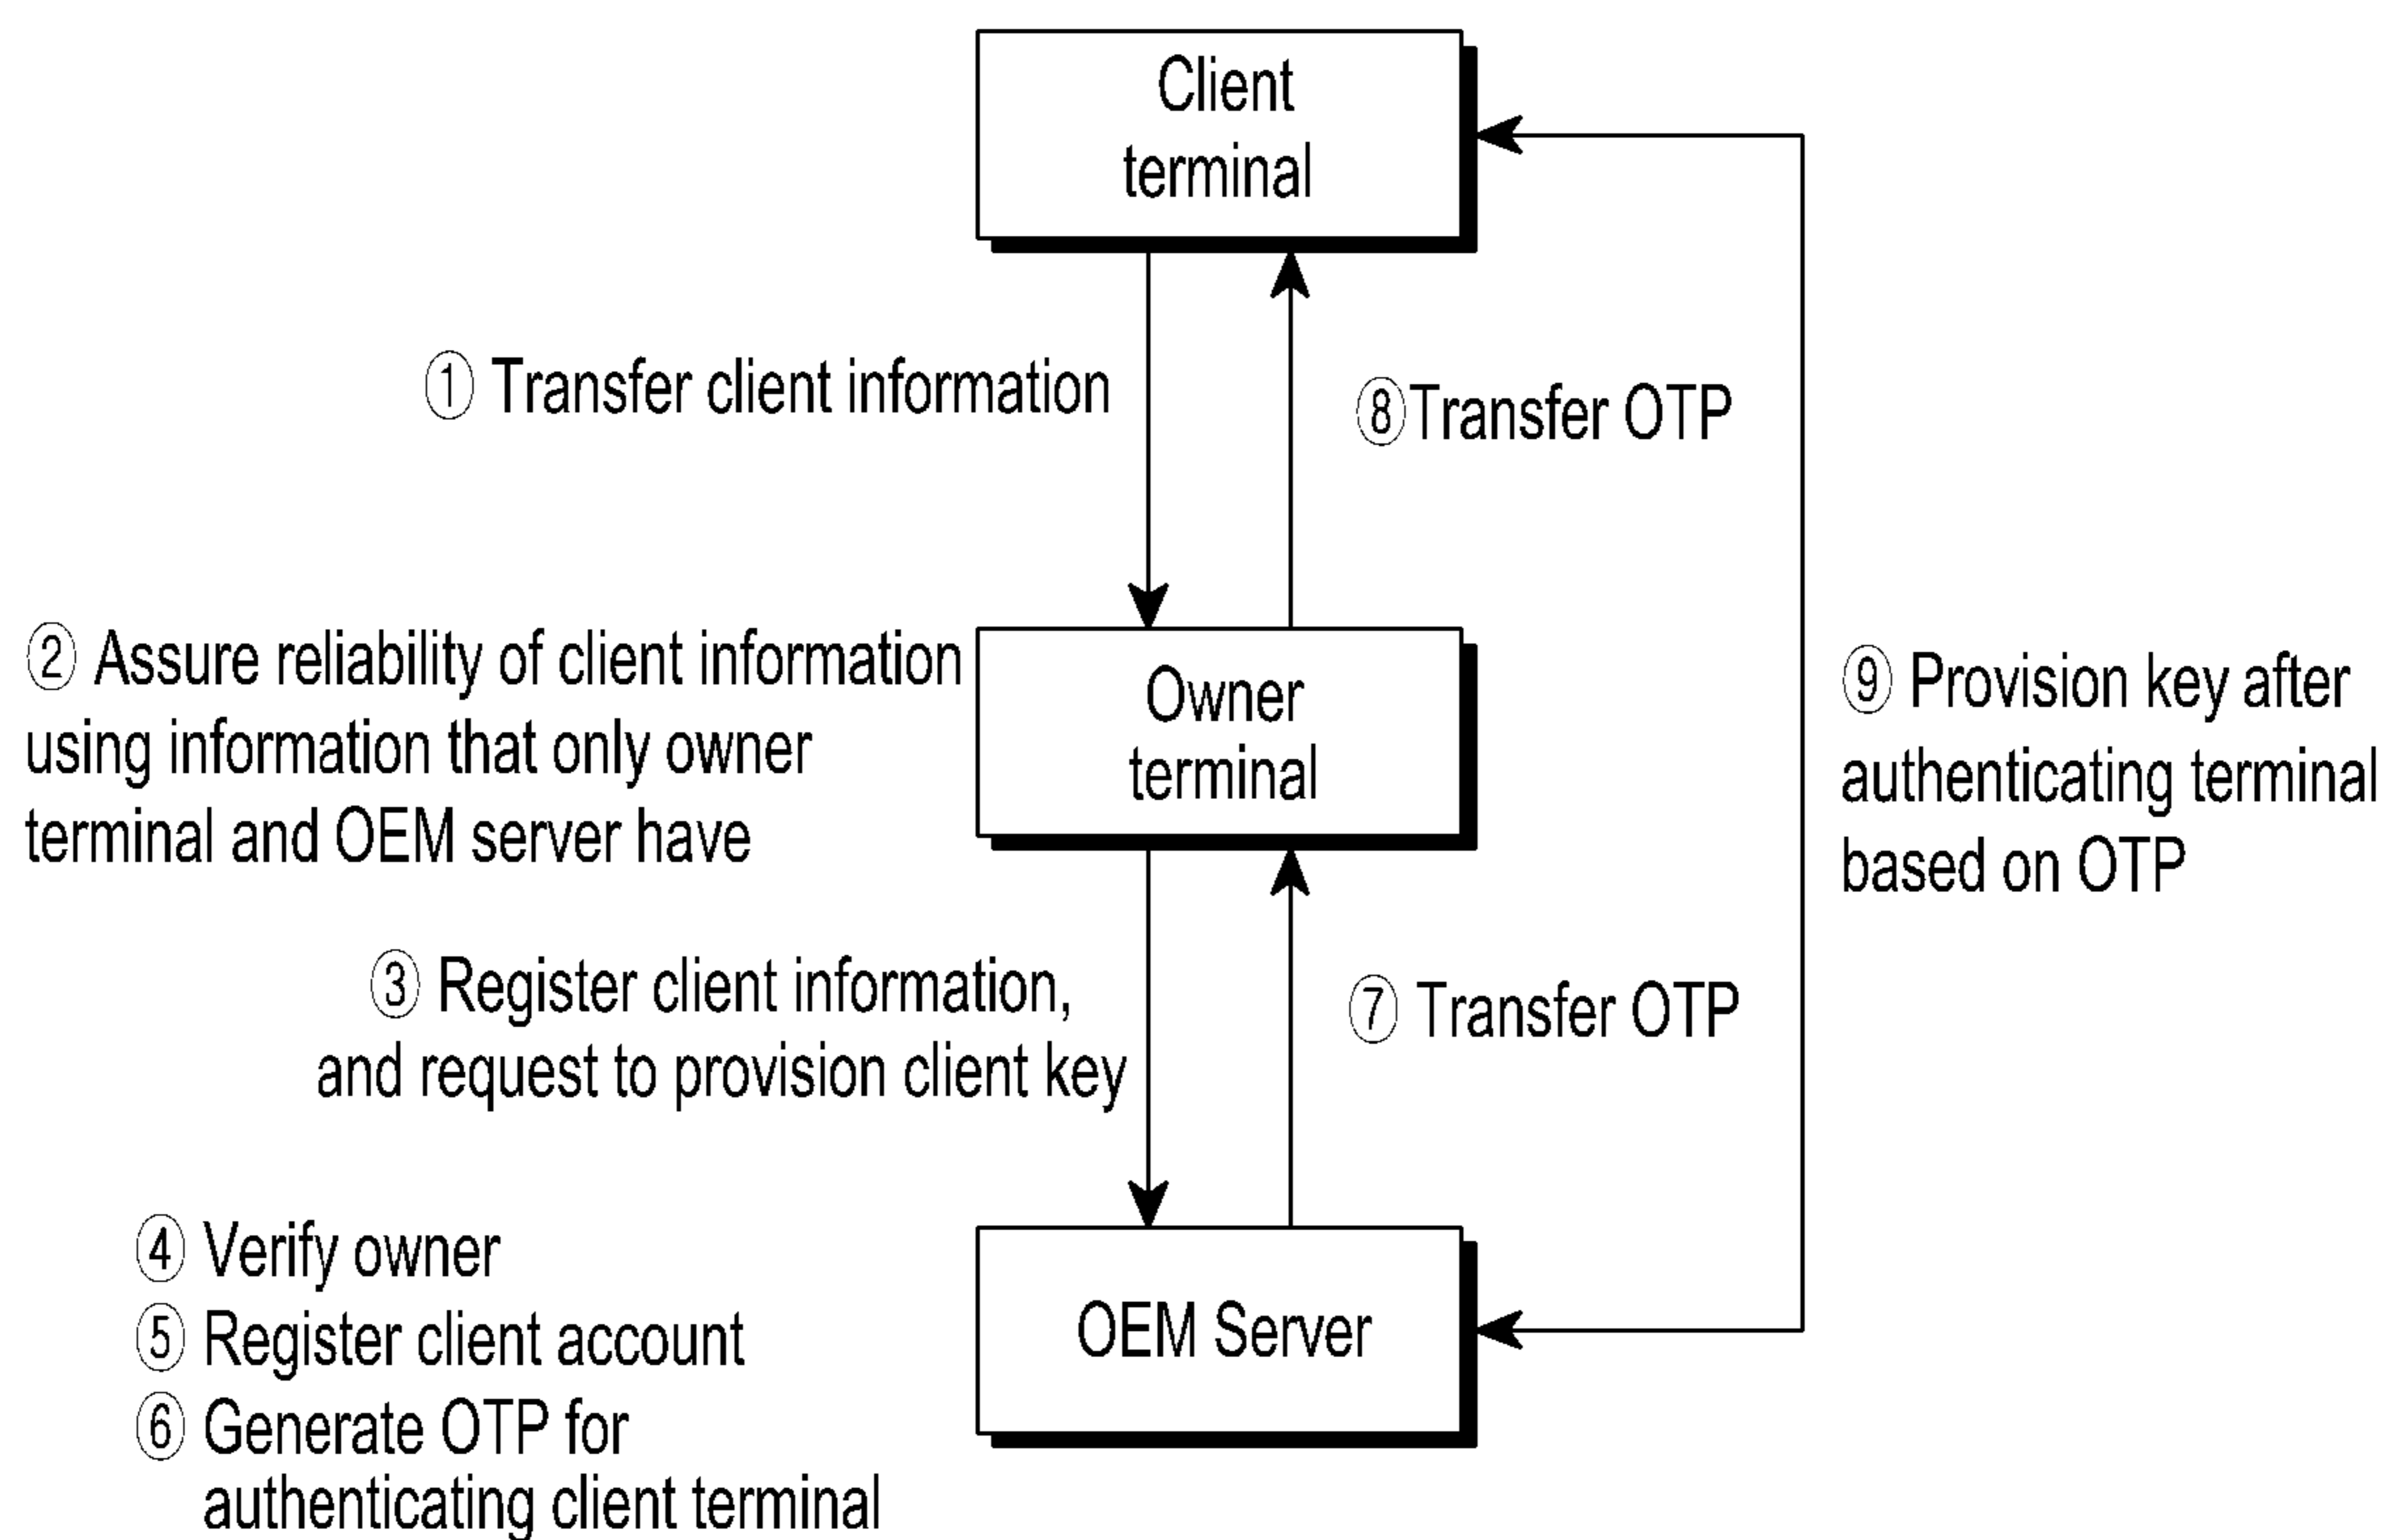 Client
terminal
① Transfer client information
⑧Transfer OTP
② Assure reliability of client information
using information that only owner
terminal and OEM server have
Owner
terminal
⑨ Provision key after
authenticating terminal
based on OTP
③ Register client information,
and request to provision client key
⑦ Transfer OTP
④ Verify owner
⑤ Register client account
⑥ Generate OTP for
authenticating client terminal
OEM Server